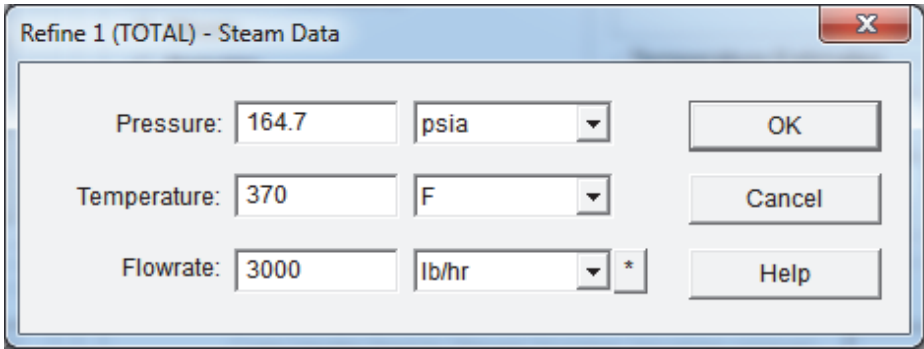 Refine 1 (TOTAL) - Steam Data
Pressure: 164.7 psia OK
Temperature: 370 F Cancel
Flowrate: 3000 lb/hr * Help